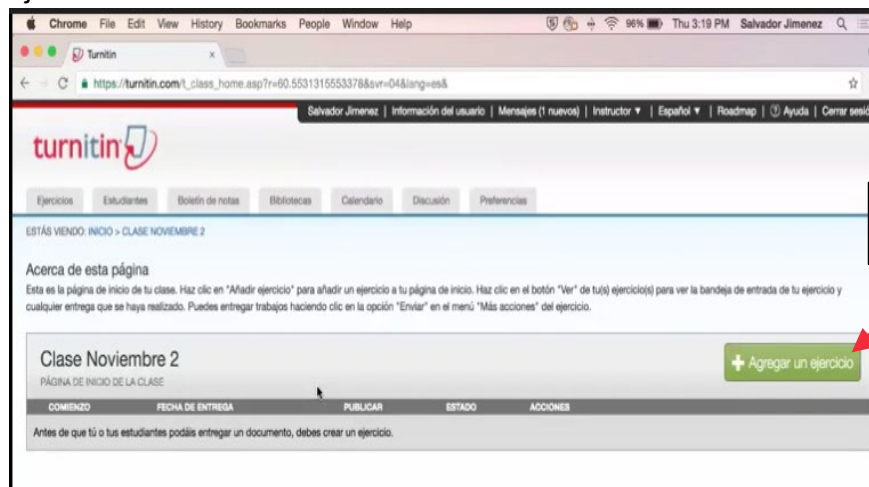 Chrome File Edit View History Bookmarks People Window Help 96% Thu 3:19 PM Salvador Jimenez
Turnitin
https://turnitin.com/t_class_home.asp?r=60.5531315553378&svr=04&lang=es&
Salvador Jimenez | Información del usuario | Mensajes (1 nuevos) | Instructor | Español | Roadmap | Ayuda | Cerrar sesió
turnitin
Ejercicios Estudiantes Boletín de notas Bibliotecas Calendario Discusión Preferencias
ESTÁS VIENDO: INICIO > CLASE NOVIEMBRE 2
Acerca de esta página
Esta es la página de inicio de tu clase. Haz clic en "Añadir ejercicio" para añadir un ejercicio a tu página de inicio. Haz clic en el botón "Ver" de tu(s) ejercicio(s) para ver la bandeja de entrada de tu ejercicio y
cualquier entrega que se haya realizado. Puedes entregar trabajos haciendo clic en la opción "Enviar" en el menú "Más acciones" del ejercicio.
Clase Noviembre 2
PÁGINA DE INICIO DE LA CLASE
Agregar un ejercicio
COMIENZO FECHA DE ENTREGA PUBLICAR ESTADO ACCIONES
Antes de que tú o tus estudiantes podáis entregar un documento, debes crear un ejercicio.